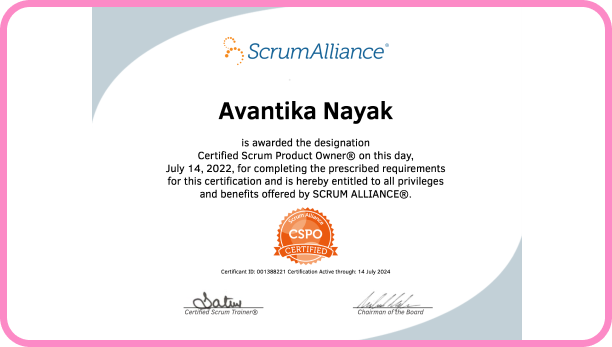 ScrumAlliance®
Avantika Nayak
is awarded the designation
Certified Scrum Product Owner® on this day,
July 14, 2022, for completing the prescribed requirements
for this certification and is hereby entitled to all privileges
and benefits offered by SCRUM ALLIANCE®.
Scrum Alliance
CSPO
CERTIFIED
Certificant ID: 001388221 Certification Active through: 14 July 2024
Certified Scrum Trainer®
Chairman of the Board